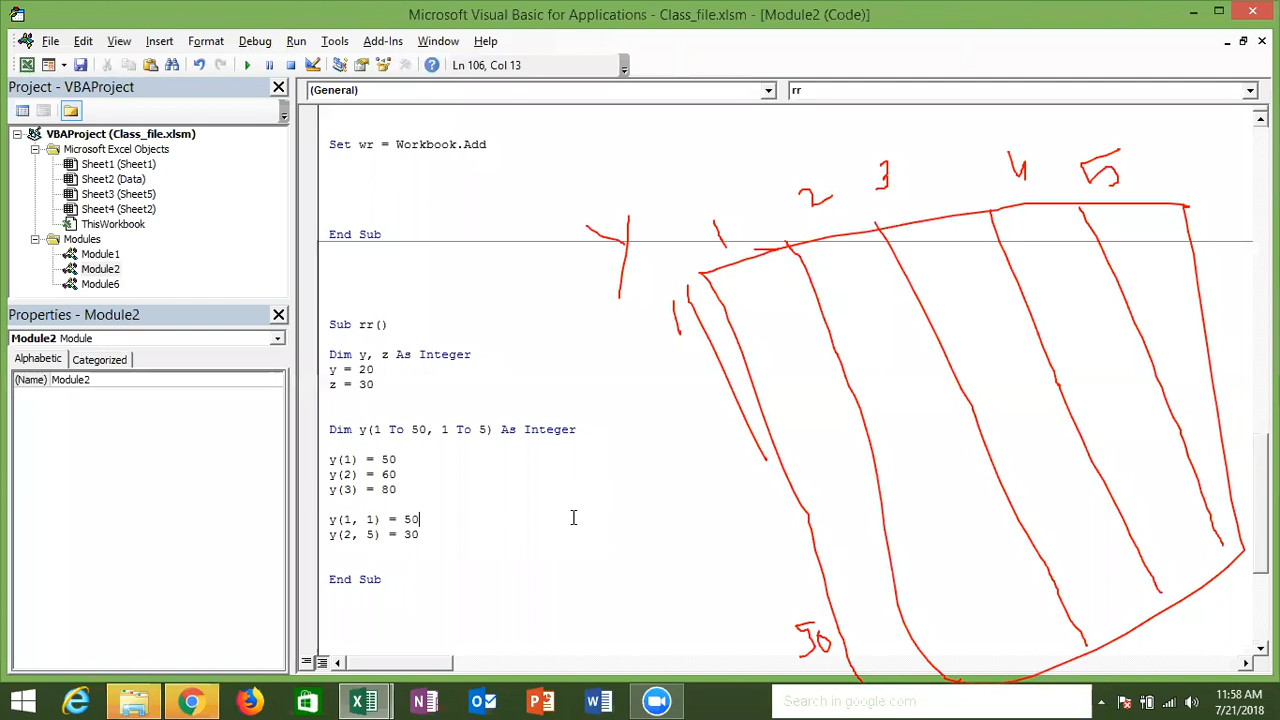 Microsoft Visual Basic for Applications - Class_file.xlsm - [Module2 (Code)]
File Edit View Insert Format Debug Run Tools Add-Ins Window Help
Ln 106, Col 13
Project - VBAProject
(General)
rr
VBAProject (Class_file.xlsm)
Microsoft Excel Objects
Sheet1 (Sheet1)
Sheet2 (Data)
Sheet3 (Sheet5)
Sheet4 (Sheet2)
ThisWorkbook
Modules
Module1
Module2
Module6
Properties - Module2
Module2 Module
Alphabetic Categorized
(Name) Module2
Set wr = Workbook.Add
End Sub
Sub rr()
Dim y, z As Integer
y = 20
z = 30
Dim y(1 To 50, 1 To 5) As Integer
y(1) = 50
y(2) = 60
y(3) = 80
y(1, 1) = 50
y(2, 5) = 30
End Sub
Y 1 2 3 4 5
1
50
Search in google.com
11:58 AM
7/21/2018